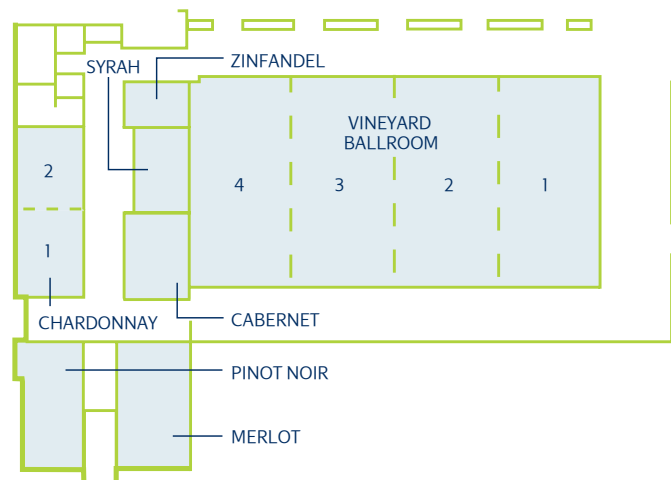 ZINFANDEL
SYRAH
VINEYARD
BALLROOM
2
4
3
2
1
1
CHARDONNAY
CABERNET
PINOT NOIR
MERLOT